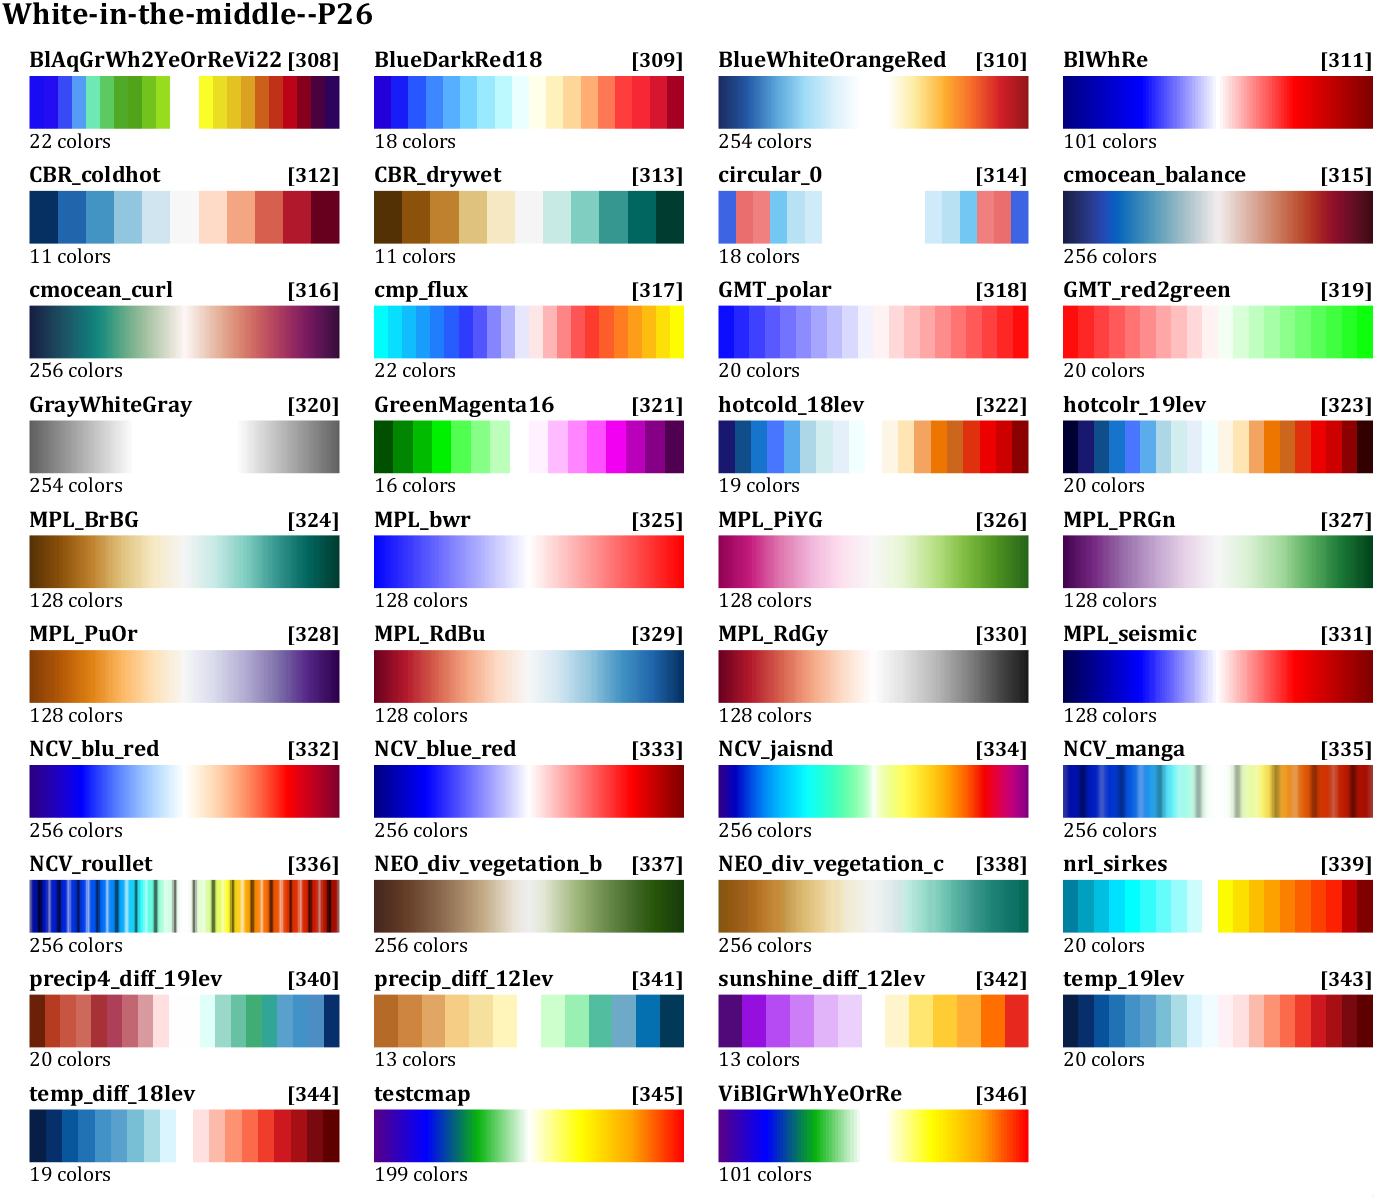 White-in-the-middle--P26
BlAqGrWh2YeOrReVi22 [308] BlueDarkRed18 [309] BlueWhiteOrangeRed [310] BlWhRe [311]
22 colors 18 colors 254 colors 101 colors
CBR_coldhot [312] CBR_drywet [313] circular_0 [314] cmocean_balance [315]
11 colors 11 colors 18 colors 256 colors
cmocean_curl [316] cmp_flux [317] GMT_polar [318] GMT_red2green [319]
256 colors 22 colors 20 colors 20 colors
GrayWhiteGray [320] GreenMagenta16 [321] hotcold_18lev [322] hotcolr_19lev [323]
254 colors 16 colors 19 colors 20 colors
MPL_BrBG [324] MPL_bwr [325] MPL_PiYG [326] MPL_PRGn [327]
128 colors 128 colors 128 colors 128 colors
MPL_PuOr [328] MPL_RdBu [329] MPL_RdGy [330] MPL_seismic [331]
128 colors 128 colors 128 colors 128 colors
NCV_blu_red [332] NCV_blue_red [333] NCV_jaisnd [334] NCV_manga [335]
256 colors 256 colors 256 colors 256 colors
NCV_roullet [336] NEO_div_vegetation_b [337] NEO_div_vegetation_c [338] nrl_sirkes [339]
256 colors 256 colors 256 colors 20 colors
precip4_diff_19lev [340] precip_diff_12lev [341] sunshine_diff_12lev [342] temp_19lev [343]
20 colors 13 colors 13 colors 20 colors
temp_diff_18lev [344] testcmap [345] ViBlGrWhYeOrRe [346]
19 colors 199 colors 101 colors